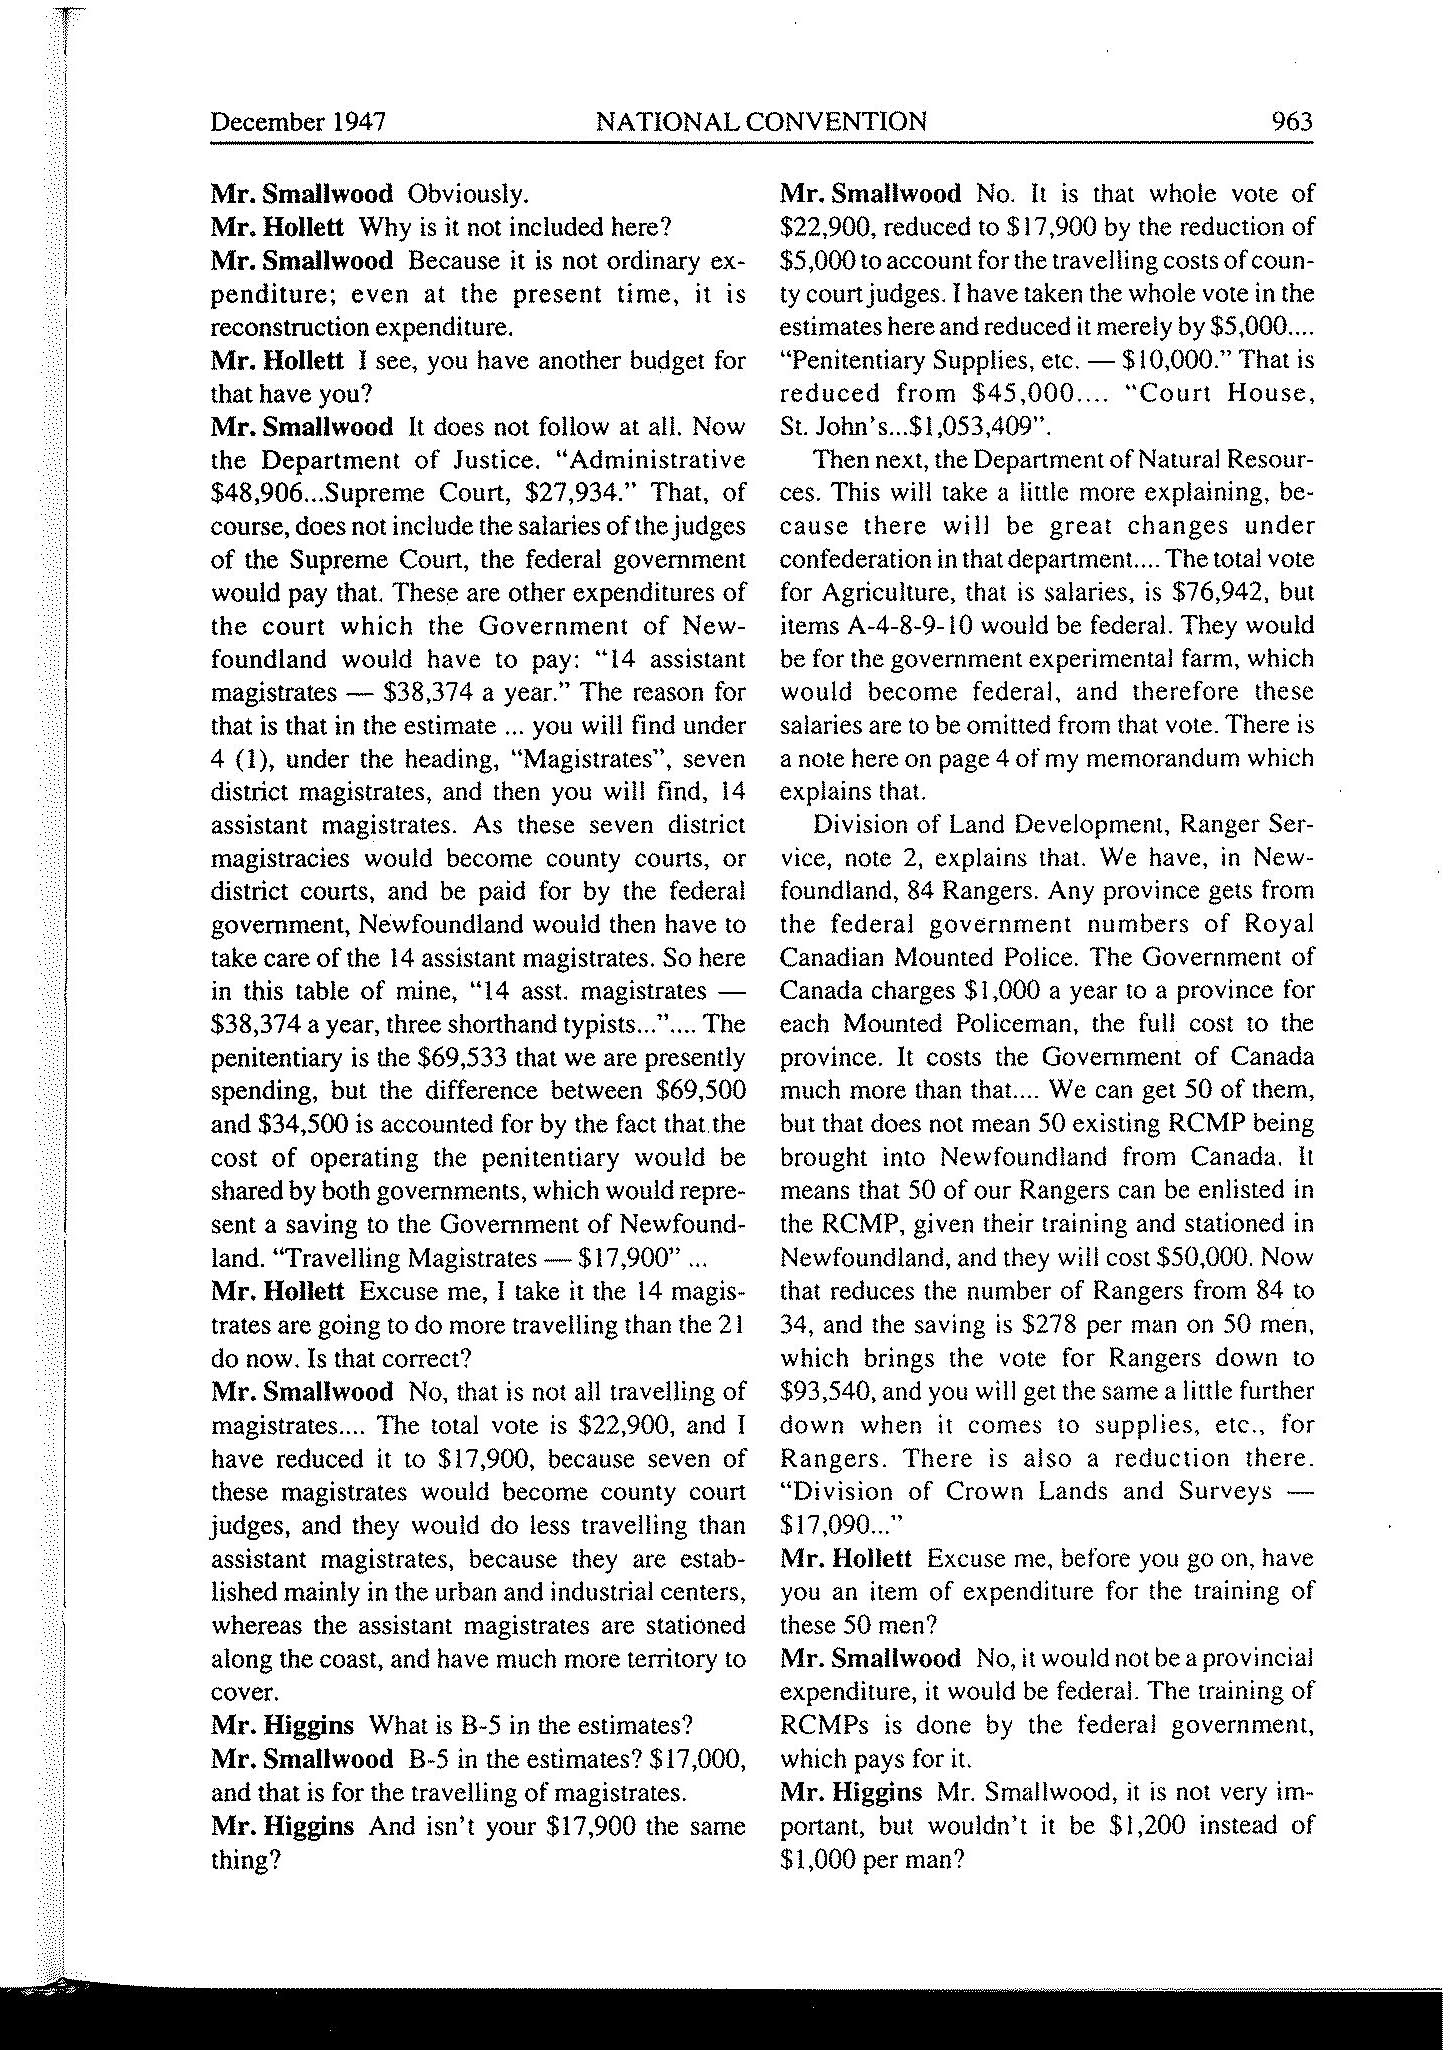 December 1947 NATIONAL CONVENTION 963
Mr. Smallwood Obviously.
Mr. Hollett Why is it not included here?
Mr. Smallwood Because it is not ordinary ex-
penditure; even at the present time, it is
reconstruction expenditure.
Mr. Hollett I see, you have another budget for
that have you?
Mr. Smallwood It does not follow at all. Now
the Department of Justice. "Administrative
$48,906...Supreme Court, $27,934." That, of
course, does not include the salaries of the judges
of the Supreme Court, the federal government
would pay that. These are other expenditures of
the court which the Government of New-
foundland would have to pay: "14 assistant
magistrates — $38,374 a year." The reason for
that is that in the estimate ... you will find under
4 (1), under the heading, "Magistrates", seven
district magistrates, and then you will find, 14
assistant magistrates. As these seven district
magistracies would become county courts, or
district courts, and be paid for by the federal
government, Newfoundland would then have to
take care of the 14 assistant magistrates. So here
in this table of mine, "14 asst. magistrates —
$38,374 a year, three shorthand typists...".... The
penitentiary is the $69,533 that we are presently
spending, but the difference between $69,500
and $34,500 is accounted for by the fact that the
cost of operating the penitentiary would be
shared by both governments, which would repre-
sent a saving to the Government of Newfound-
land. "Travelling Magistrates — $17,900" ...
Mr. Hollett Excuse me, I take it the 14 magis-
trates are going to do more travelling than the 21
do now. Is that correct?
Mr. Smallwood No, that is not all travelling of
magistrates.... The total vote is $22,900, and I
have reduced it to $17,900, because seven of
these magistrates would become county court
judges, and they would do less travelling than
assistant magistrates, because they are estab-
lished mainly in the urban and industrial centers,
whereas the assistant magistrates are stationed
along the coast, and have much more territory to
cover.
Mr. Higgins What is B-5 in the estimates?
Mr. Smallwood B-5 in the estimates? $17,000,
and that is for the travelling of magistrates.
Mr. Higgins And isn't your $17,900 the same
thing?
Mr. Smallwood No. It is that whole vote of
$22,900, reduced to $17,900 by the reduction of
$5,000 to account for the travelling costs of coun-
ty court judges. I have taken the whole vote in the
estimates here and reduced it merely by $5,000....
"Penitentiary Supplies, etc. — $10,000." That is
reduced from $45,000.... "Court House,
St. John's...$1,053,409".
Then next, the Department of Natural Resour-
ces. This will take a little more explaining, be-
cause there will be great changes under
confederation in that department.... The total vote
for Agriculture, that is salaries, is $76,942, but
items A-4-8-9-10 would be federal. They would
be for the government experimental farm, which
would become federal, and therefore these
salaries are to be omitted from that vote. There is
a note here on page 4 of my memorandum which
explains that.
Division of Land Development, Ranger Ser-
vice, note 2, explains that. We have, in New-
foundland, 84 Rangers. Any province gets from
the federal government numbers of Royal
Canadian Mounted Police. The Government of
Canada charges $1,000 a year to a province for
each Mounted Policeman, the full cost to the
province. It costs the Government of Canada
much more than that.... We can get 50 of them,
but that does not mean 50 existing RCMP being
brought into Newfoundland from Canada. It
means that 50 of our Rangers can be enlisted in
the RCMP, given their training and stationed in
Newfoundland, and they will cost $50,000. Now
that reduces the number of Rangers from 84 to
34, and the saving is $278 per man on 50 men,
which brings the vote for Rangers down to
$93,540, and you will get the same a little further
down when it comes to supplies, etc., for
Rangers. There is also a reduction there.
"Division of Crown Lands and Surveys —
$17,090..."
Mr. Hollett Excuse me, before you go on, have
you an item of expenditure for the training of
these 50 men?
Mr. Smallwood No, it would not be a provincial
expenditure, it would be federal. The training of
RCMPs is done by the federal government,
which pays for it.
Mr. Higgins Mr. Smallwood, it is not very im-
portant, but wouldn't it be $1,200 instead of
$1,000 per man?